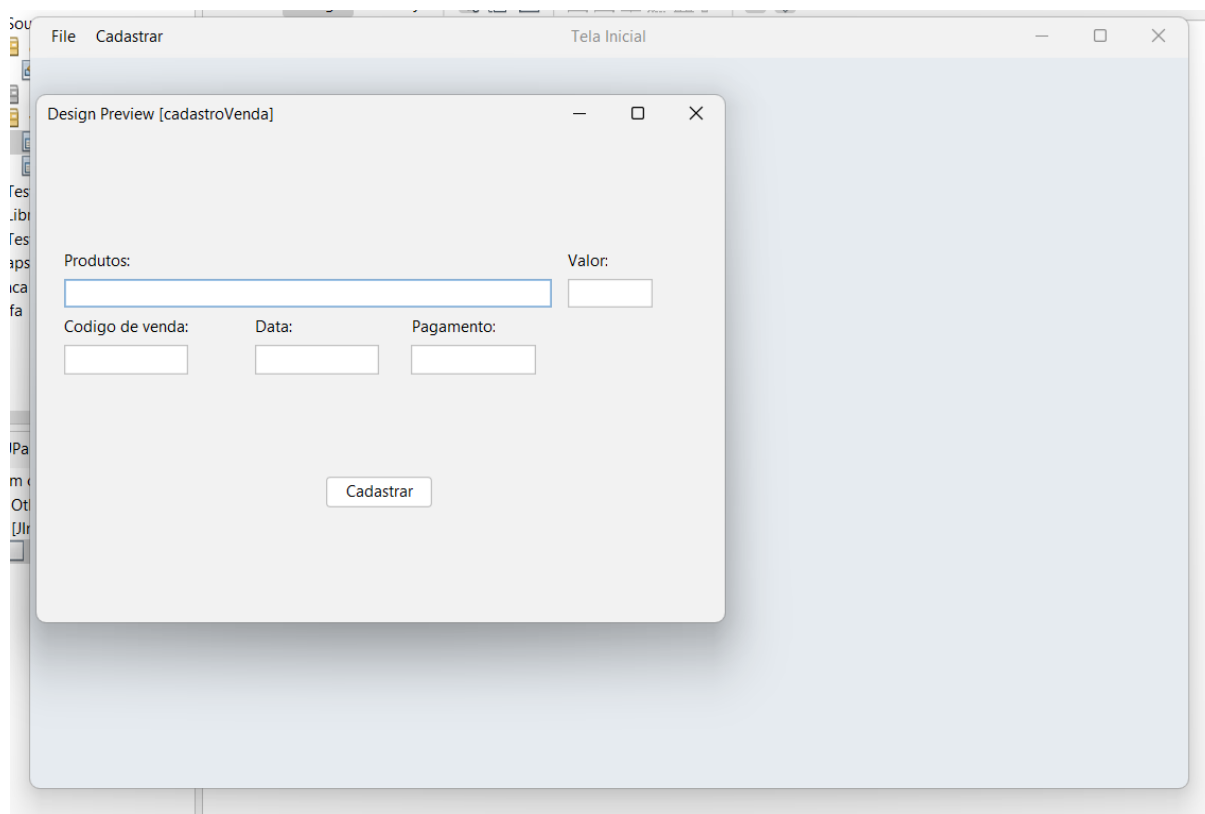 File Cadastrar Tela Inicial
Design Preview [cadastroVenda]
Produtos: Valor:
Codigo de venda: Data: Pagamento:
Cadastrar